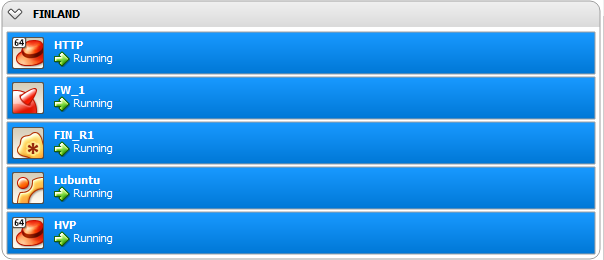 FINLAND
64
HTTP
Running
FW_1
Running
FIN_R1
Running
Lubuntu
Running
64
HVP
Running